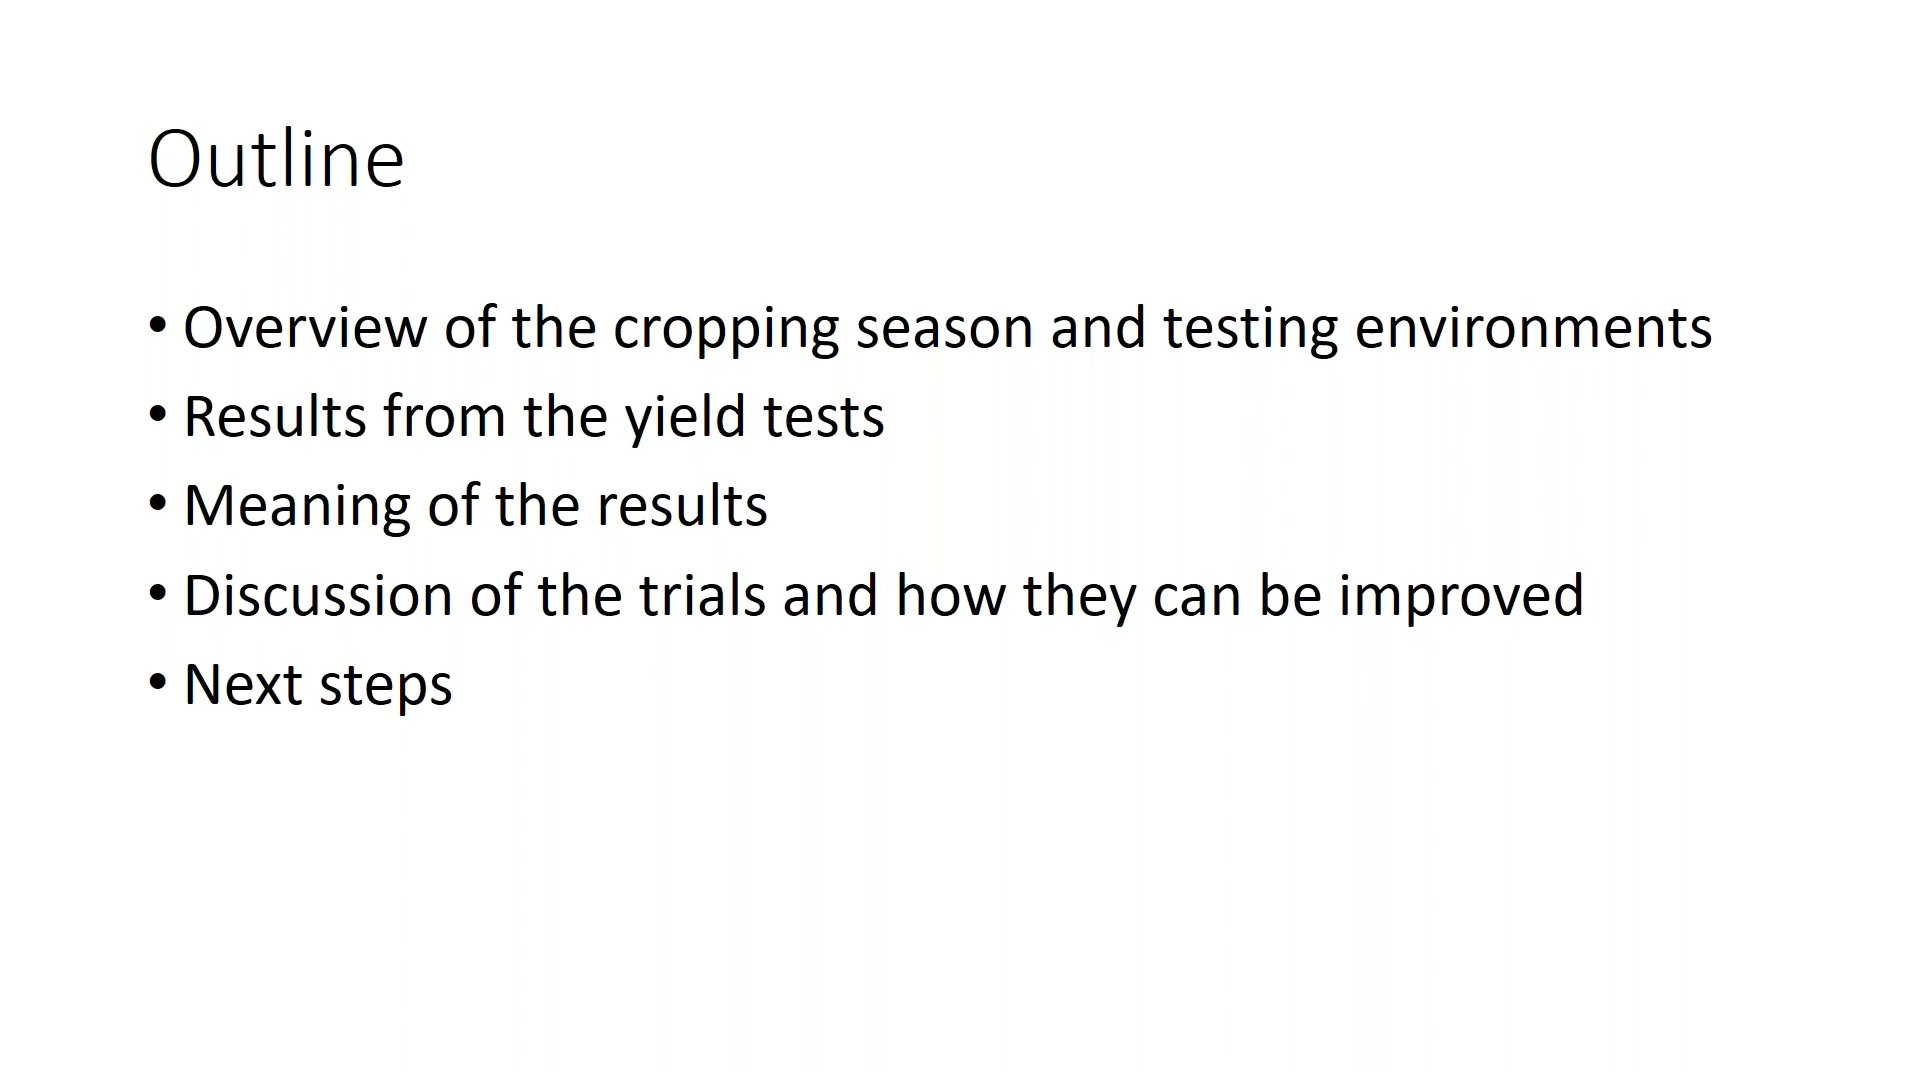 Outline
• Overview of the cropping season and testing environments
• Results from the yield tests
• Meaning of the results
• Discussion of the trials and how they can be improved
• Next steps